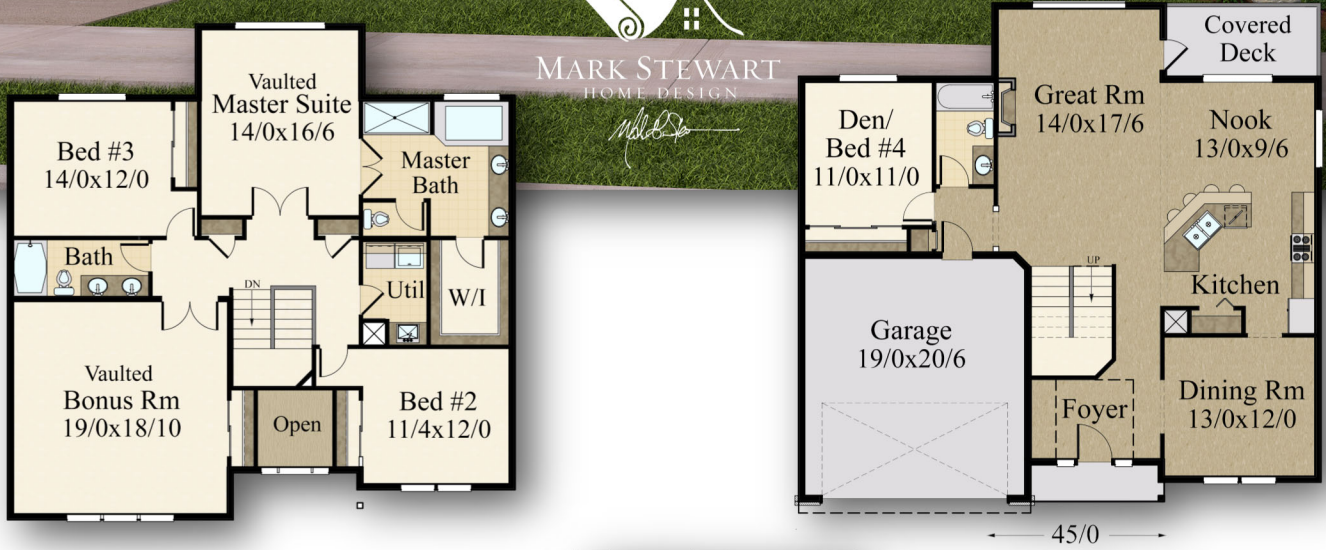 MARK STEWART
HOME DESIGN
Vaulted
Master Suite
14/0x16/6
Bed #3
14/0x12/0
Master
Bath
Bath
DN
Util
W/I
Vaulted
Bonus Rm
19/0x18/10
Open
Bed #2
11/4x12/0
Covered
Deck
Great Rm
14/0x17/6
Nook
13/0x9/6
Den/
Bed #4
11/0x11/0
UP
Kitchen
Garage
19/0x20/6
Foyer
Dining Rm
13/0x12/0
45/0